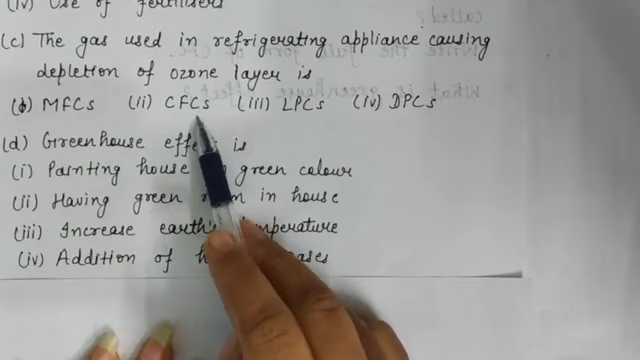 (iv) Use of fertilisers
(c) The gas used in refrigerating appliance causing
depletion of ozone layer is
(i) MFCs (ii) CFCs (iii) LPCs (iv) DPCs
(d) Greenhouse effect is
(i) Painting house green colour
(ii) Having green in house
(iii) Increase earth's temperature
(iv) Addition of